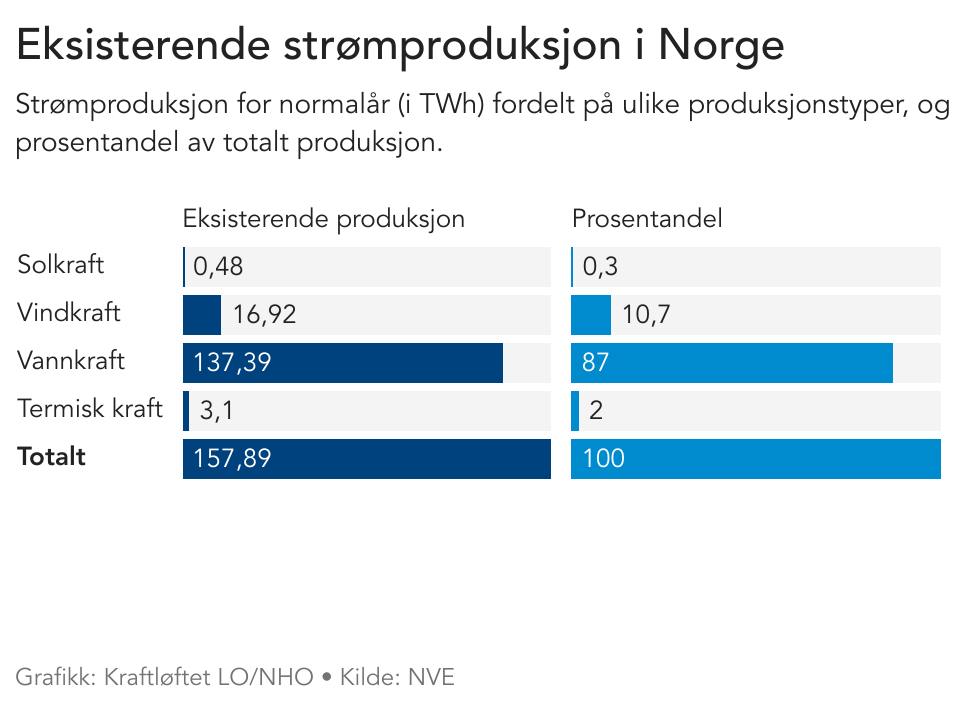 Eksisterende strømproduksjon i Norge
Strømproduksjon for normalår (i TWh) fordelt på ulike produksjonstyper, og
prosentandel av totalt produksjon.
Eksisterende produksjon Prosentandel
Solkraft 0,48 0,3
Vindkraft 16,92 10,7
Vannkraft 137,39 87
Termisk kraft 3,1 2
Totalt 157,89 100
Grafikk: Kraftløftet LO/NHO • Kilde: NVE